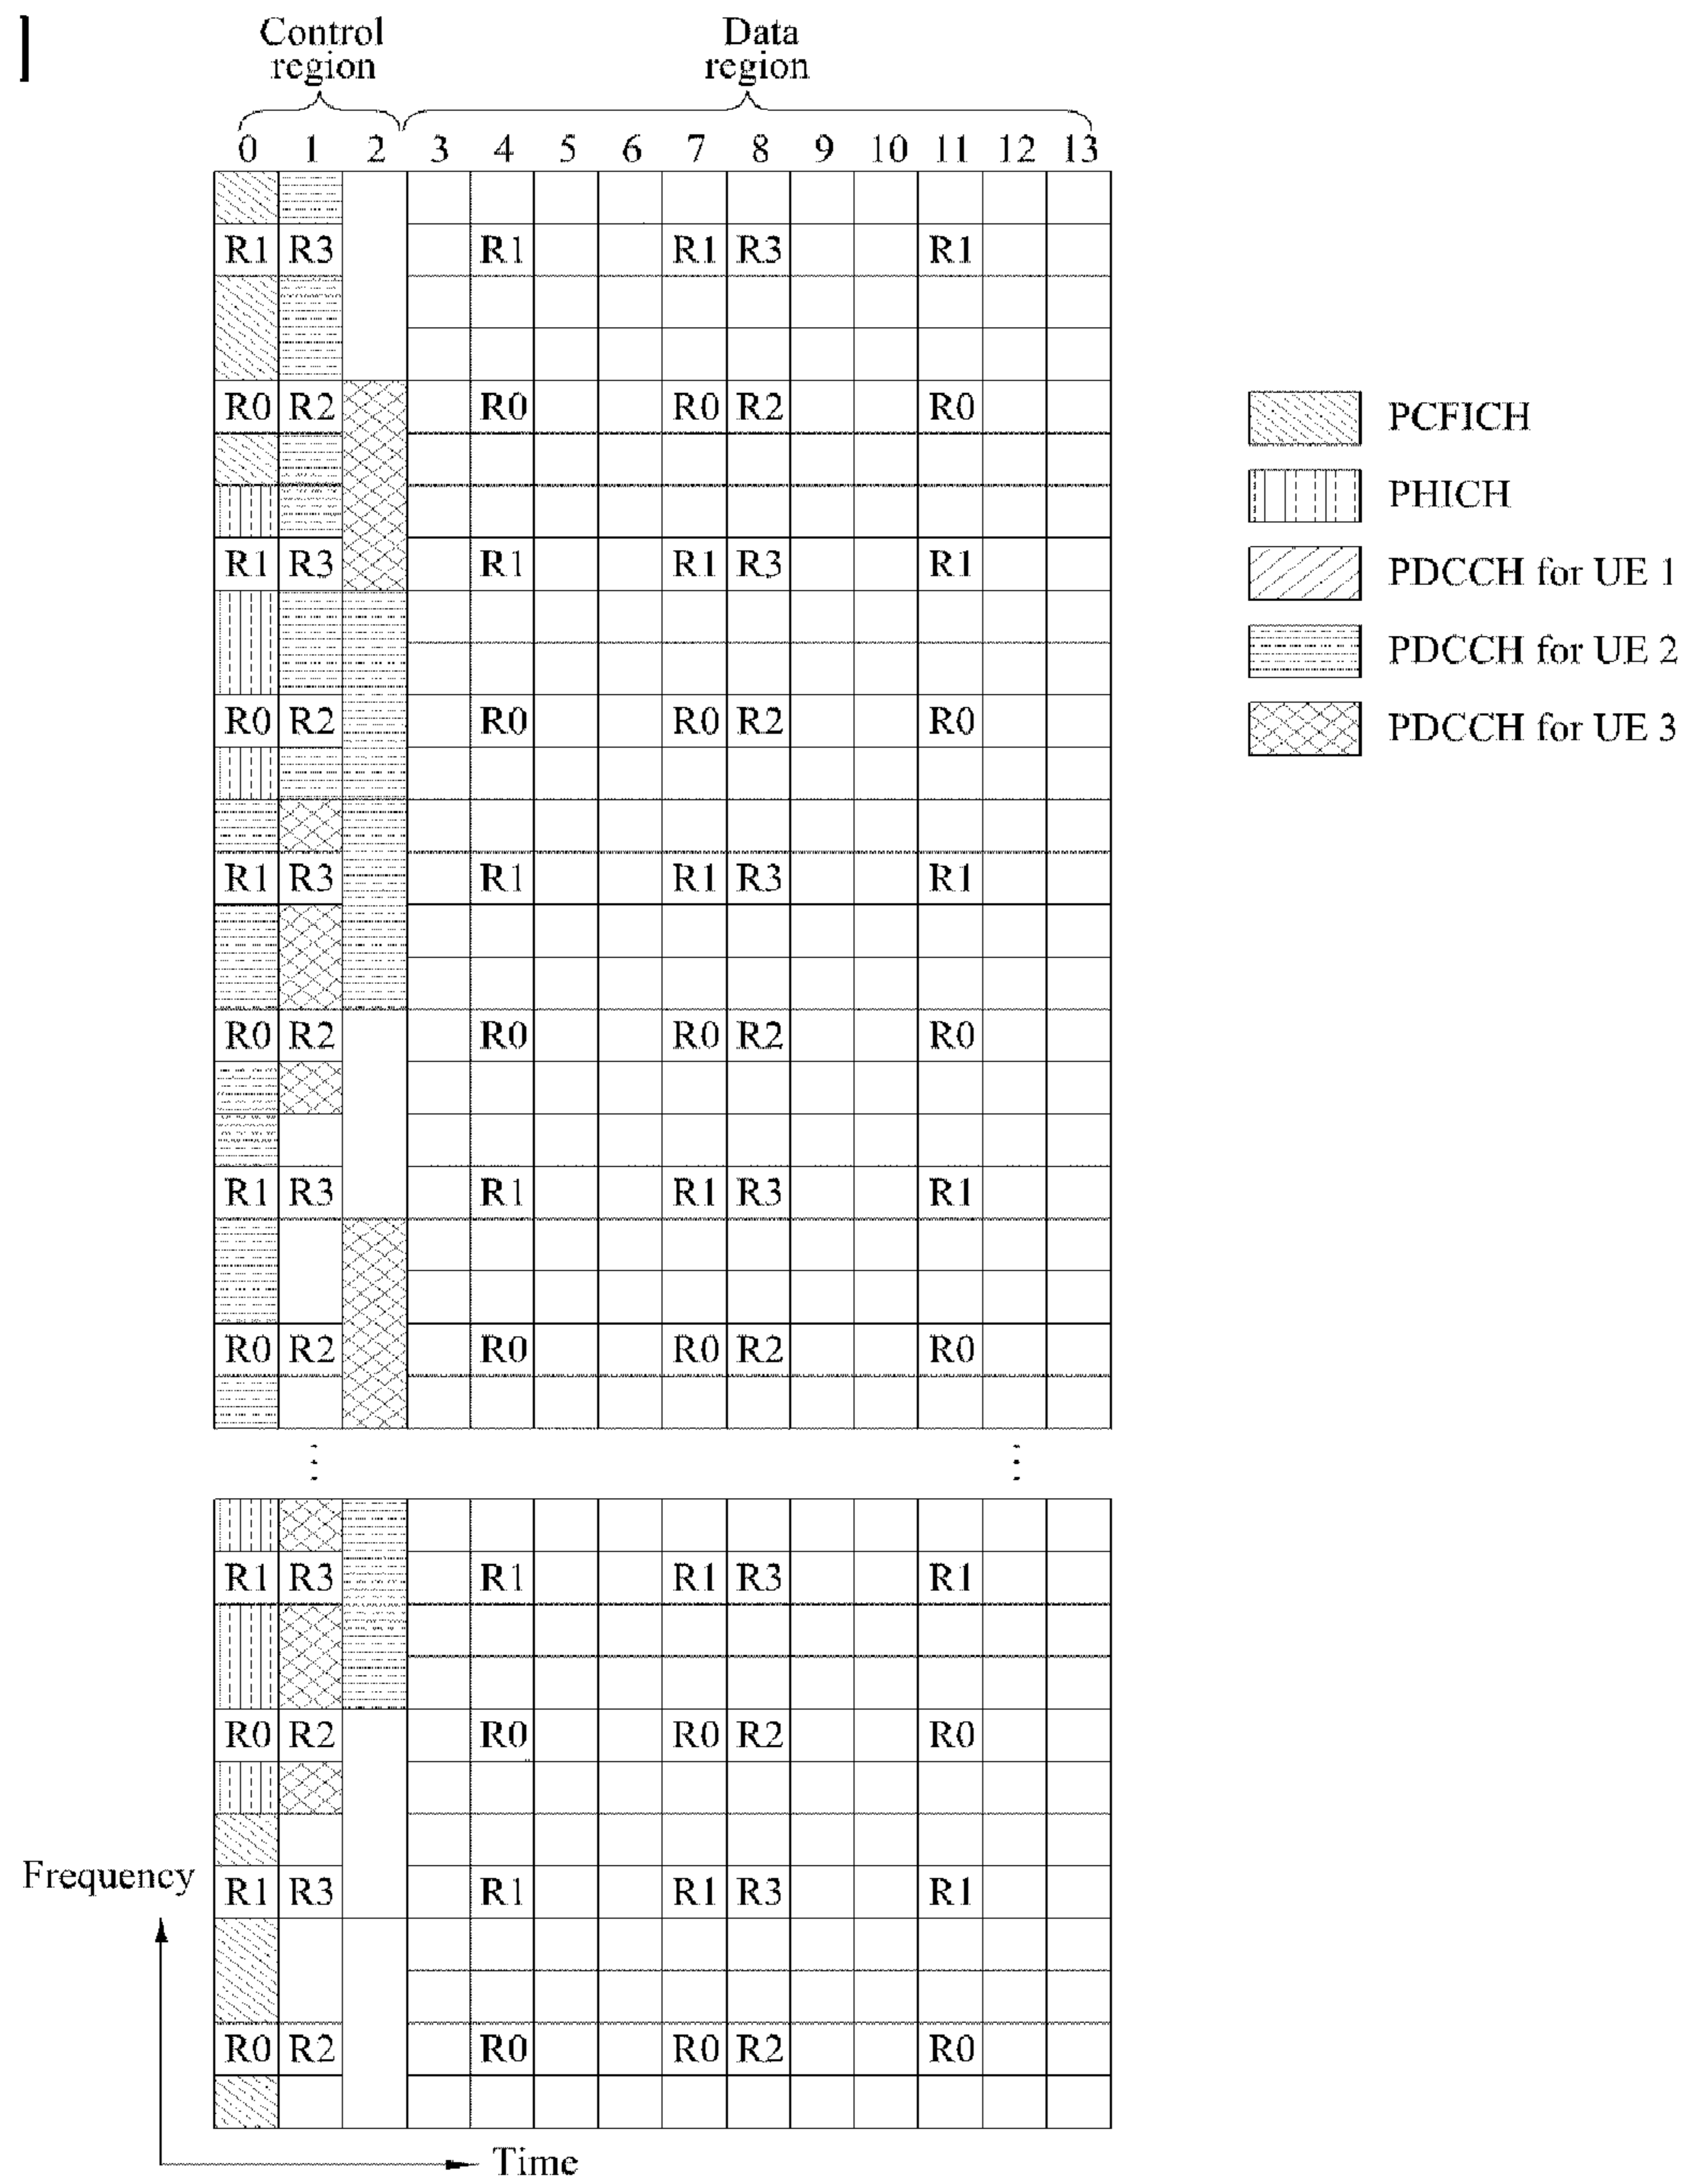 ]
Control
region
Data
region
0 1 2 3 4 5 6 7 8 9 10 11 12 13
R1 R3 R1 R1 R3 R1
R0 R2 R0 R0 R2 R0
PCFICH
PHICH
R1 R3 R1 R1 R3 R1
PDCCH for UE 1
PDCCH for UE 2
R0 R2 R0 R0 R2 R0
PDCCH for UE 3
R1 R3 R1 R1 R3 R1
R0 R2 R0 R0 R2 R0
R1 R3 R1 R1 R3 R1
R0 R2 R0 R0 R2 R0
⋮ ⋮
R1 R3 R1 R1 R3 R1
R0 R2 R0 R0 R2 R0
Frequency
R1 R3 R1 R1 R3 R1
R0 R2 R0 R0 R2 R0
Time